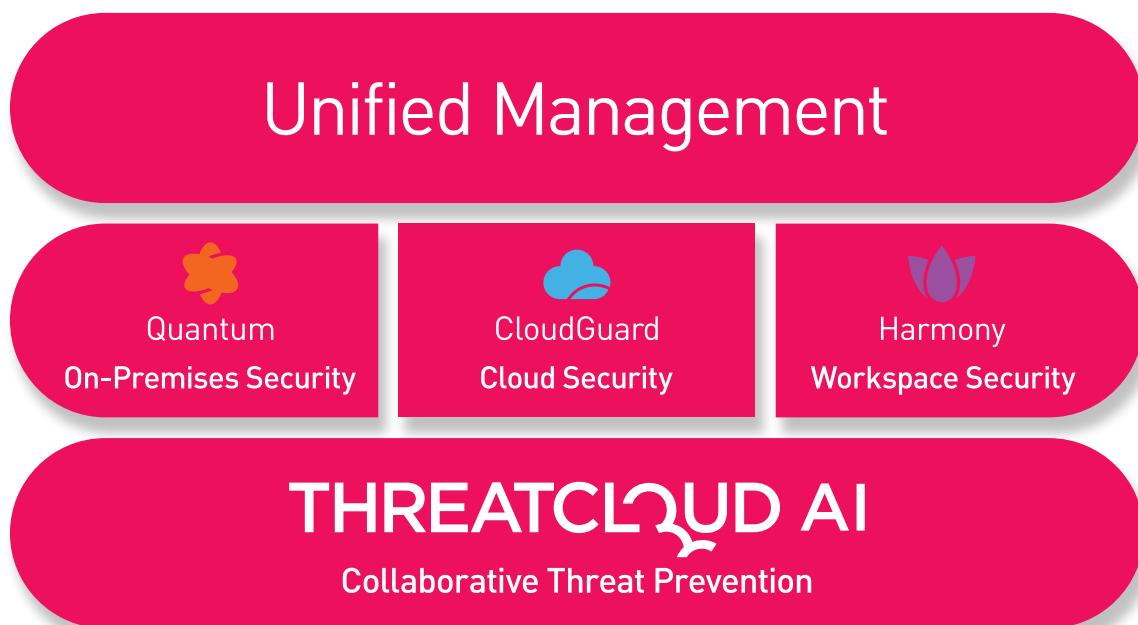 Unified Management
Quantum
On-Premises Security
CloudGuard
Cloud Security
Harmony
Workspace Security
THREATCLOUD AI
Collaborative Threat Prevention